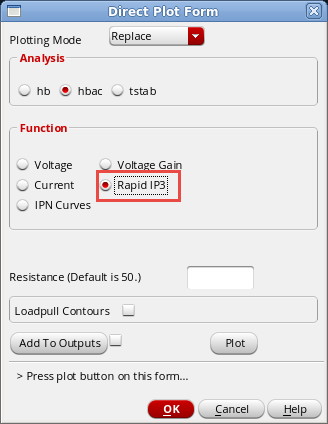 Direct Plot Form
Plotting Mode Replace
Analysis
hb hbac tstab
Function
Voltage Voltage Gain
Current Rapid IP3
IPN Curves
Resistance (Default is 50.)
Loadpull Contours
Add To Outputs Plot
> Press plot button on this form...
OK Cancel Help